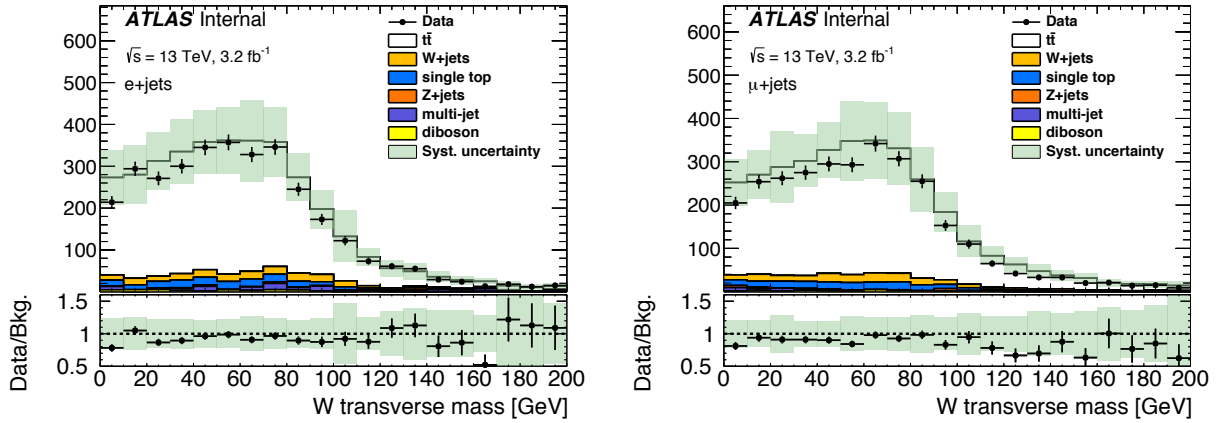 ATLAS Internal
√s = 13 TeV, 3.2 fb⁻¹
e+jets
Data
tt̄
W+jets
single top
Z+jets
multi-jet
diboson
Syst. uncertainty
600
500
400
300
200
100
Data/Bkg.
1.5
1
0.5
0 20 40 60 80 100 120 140 160 180 200
W transverse mass [GeV]
ATLAS Internal
√s = 13 TeV, 3.2 fb⁻¹
μ+jets
Data
tt̄
W+jets
single top
Z+jets
multi-jet
diboson
Syst. uncertainty
600
500
400
300
200
100
Data/Bkg.
1.5
1
0.5
0 20 40 60 80 100 120 140 160 180 200
W transverse mass [GeV]